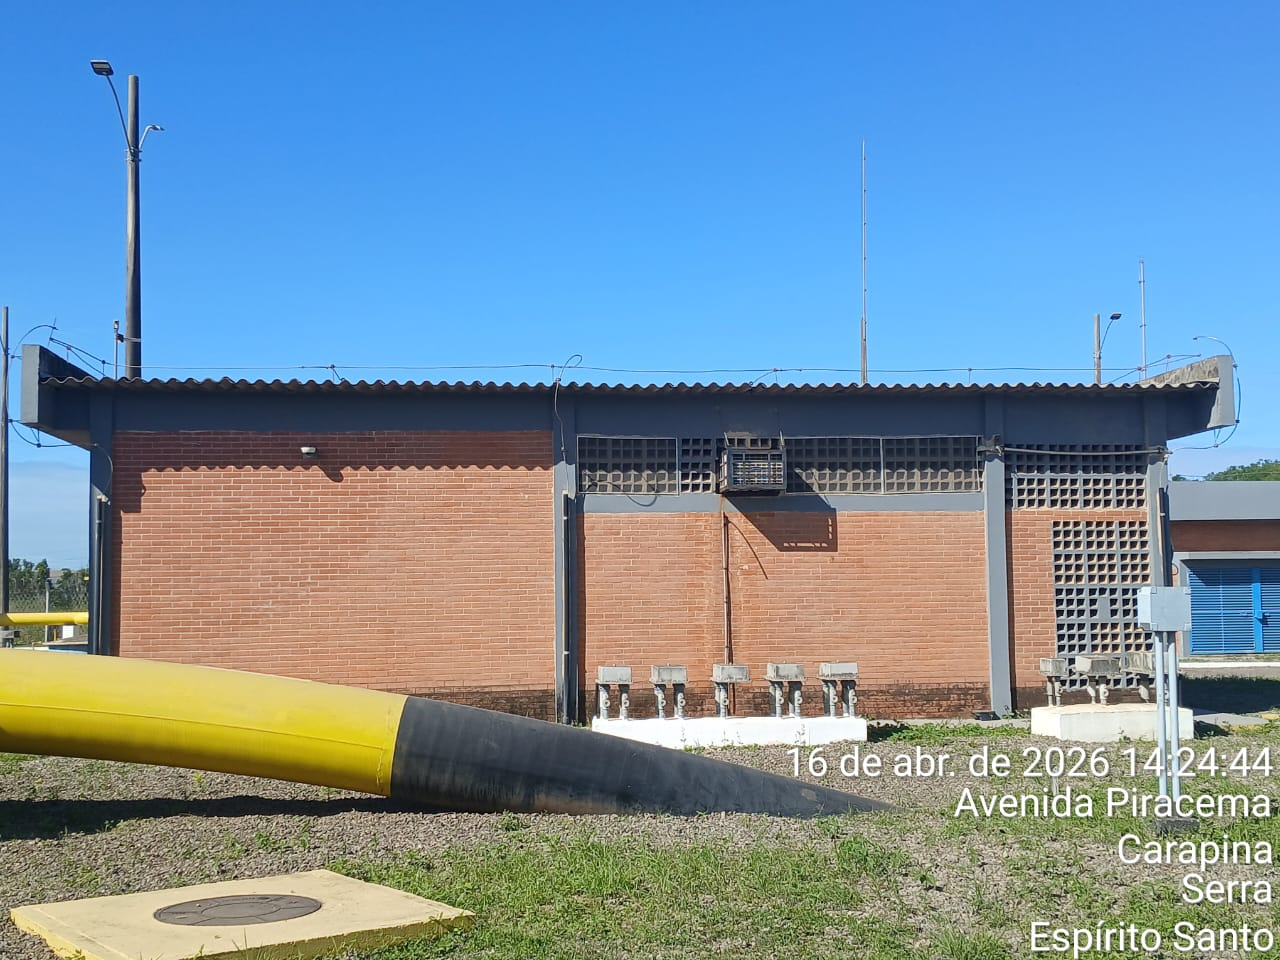 16 de abr. de 2026 14:24:44
Avenida Piracema
Carapina
Serra
Espírito Santo